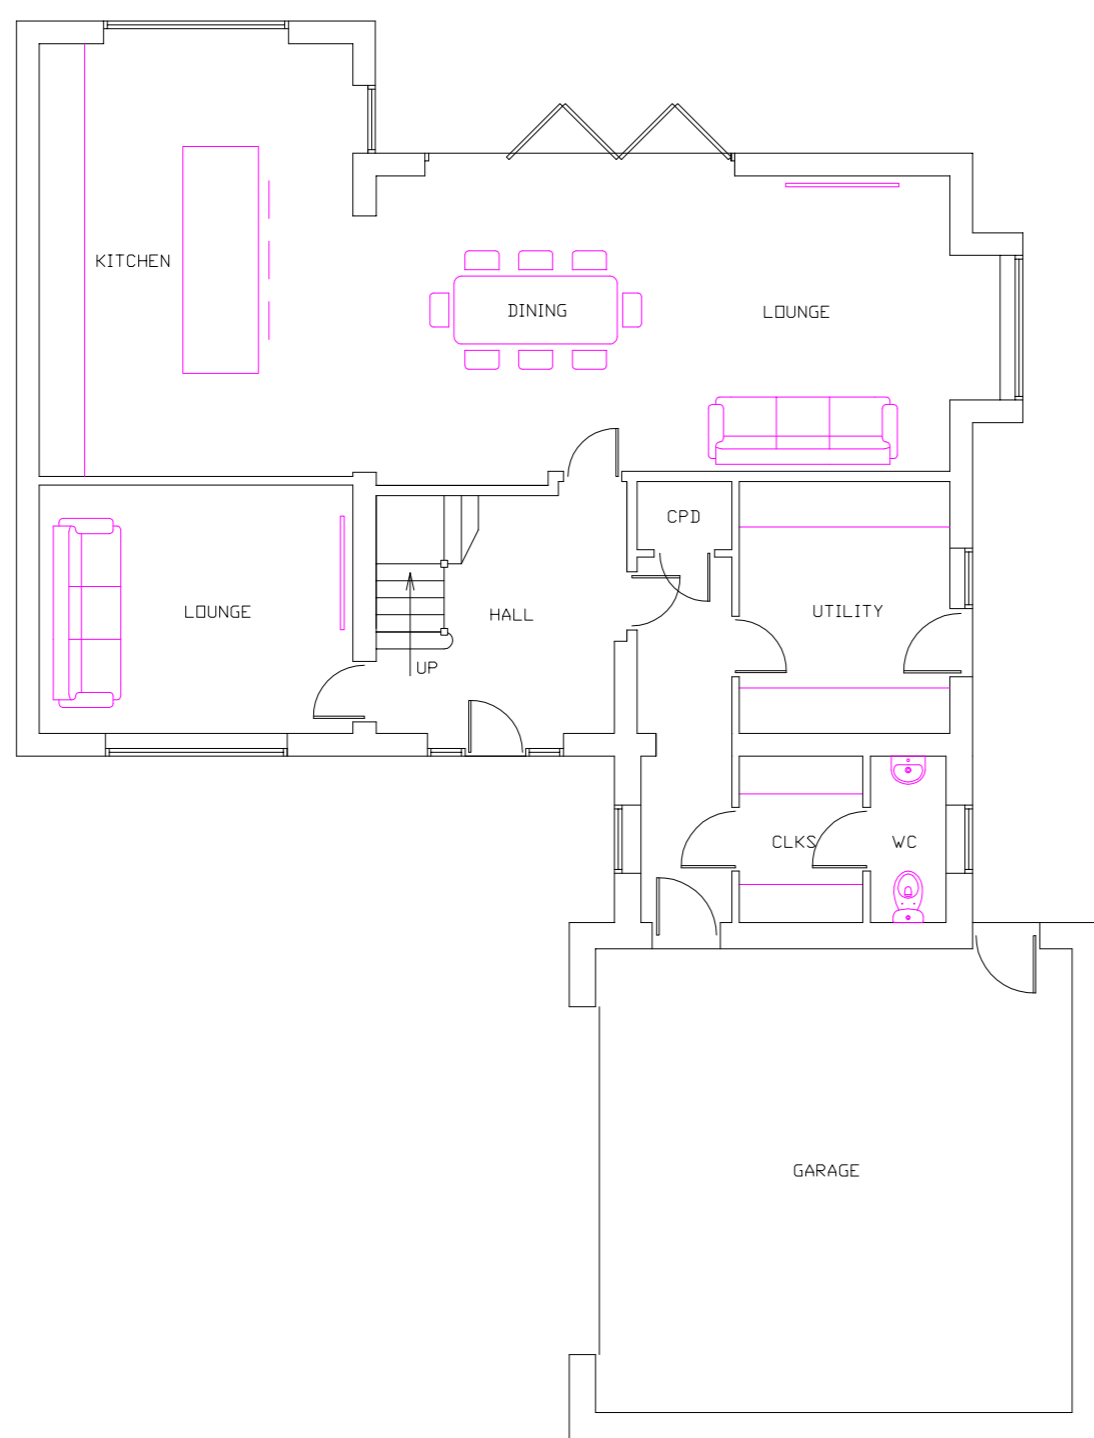 KITCHEN
DINING
LOUNGE
CPD
LOUNGE
HALL
UTILITY
UP
CLKS
WC
GARAGE